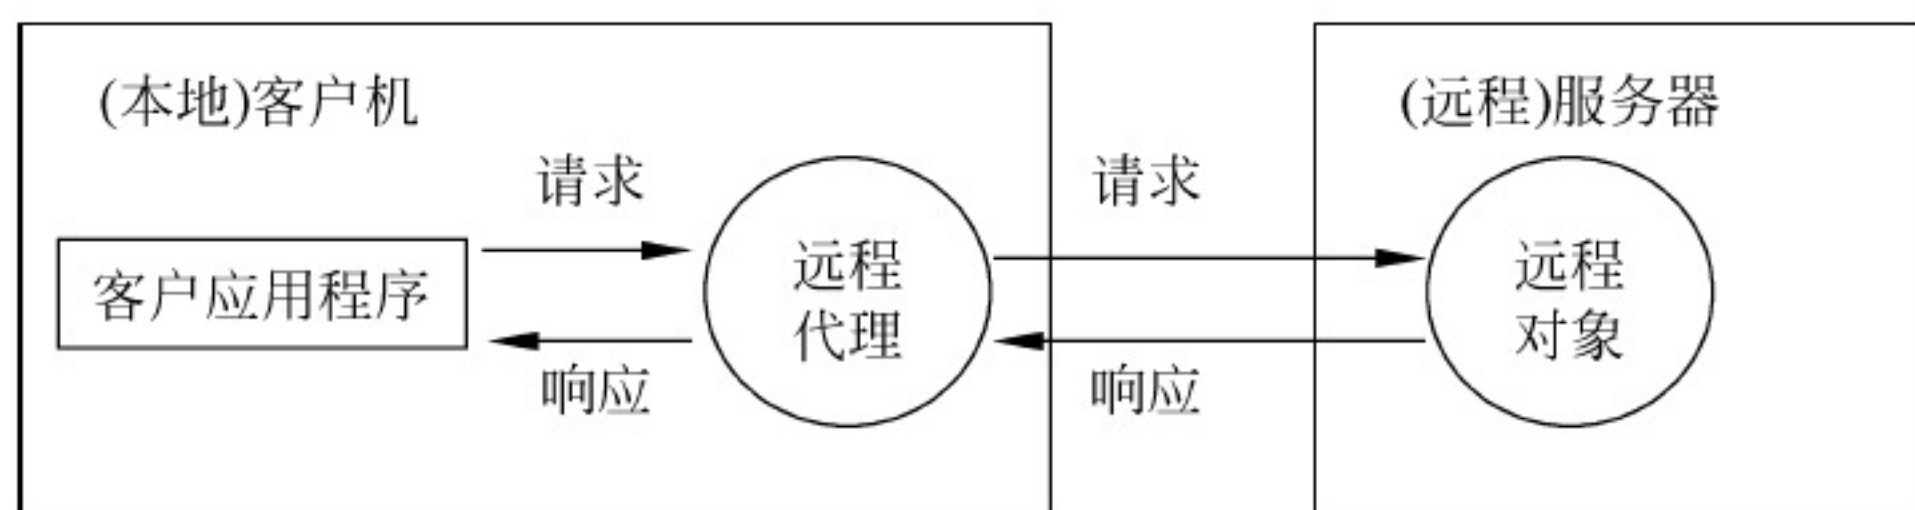 (本地)客户机
(远程)服务器
请求
请求
客户应用程序
远程
代理
远程
对象
响应
响应